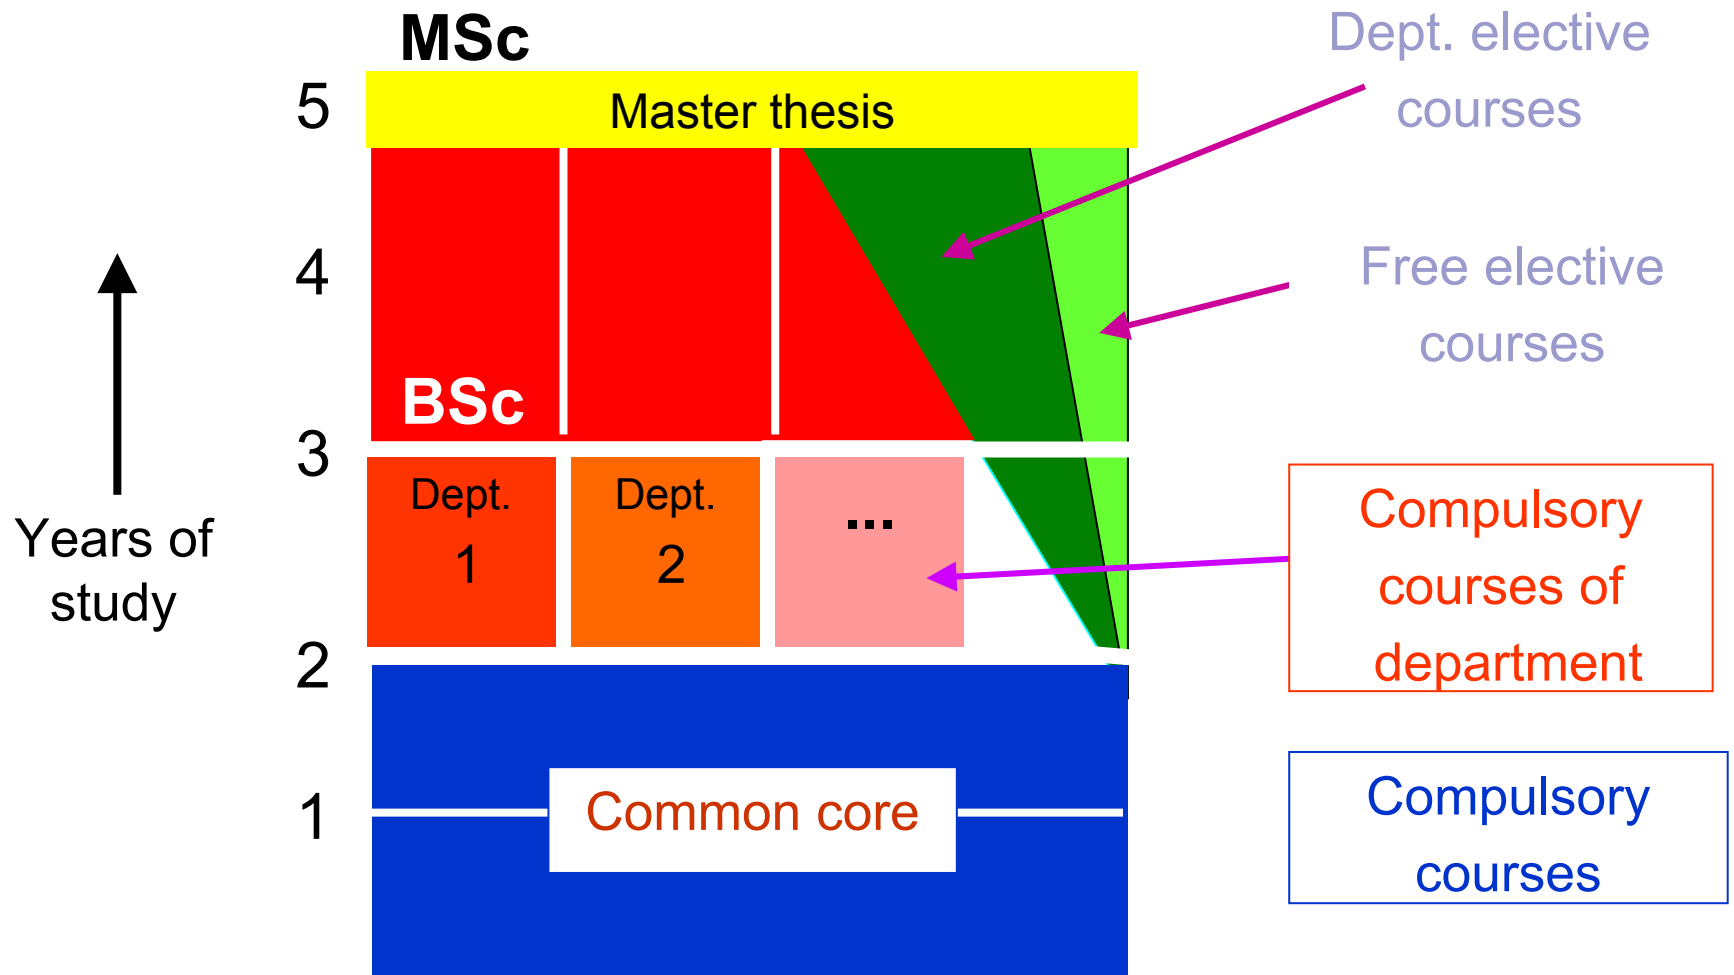 MSc
5
Master thesis
Dept. elective
courses
4
Free elective
courses
BSc
3
Dept.
1
Dept.
2
...
Compulsory
courses of
department
Years of
study
2
1
Common core
Compulsory
courses